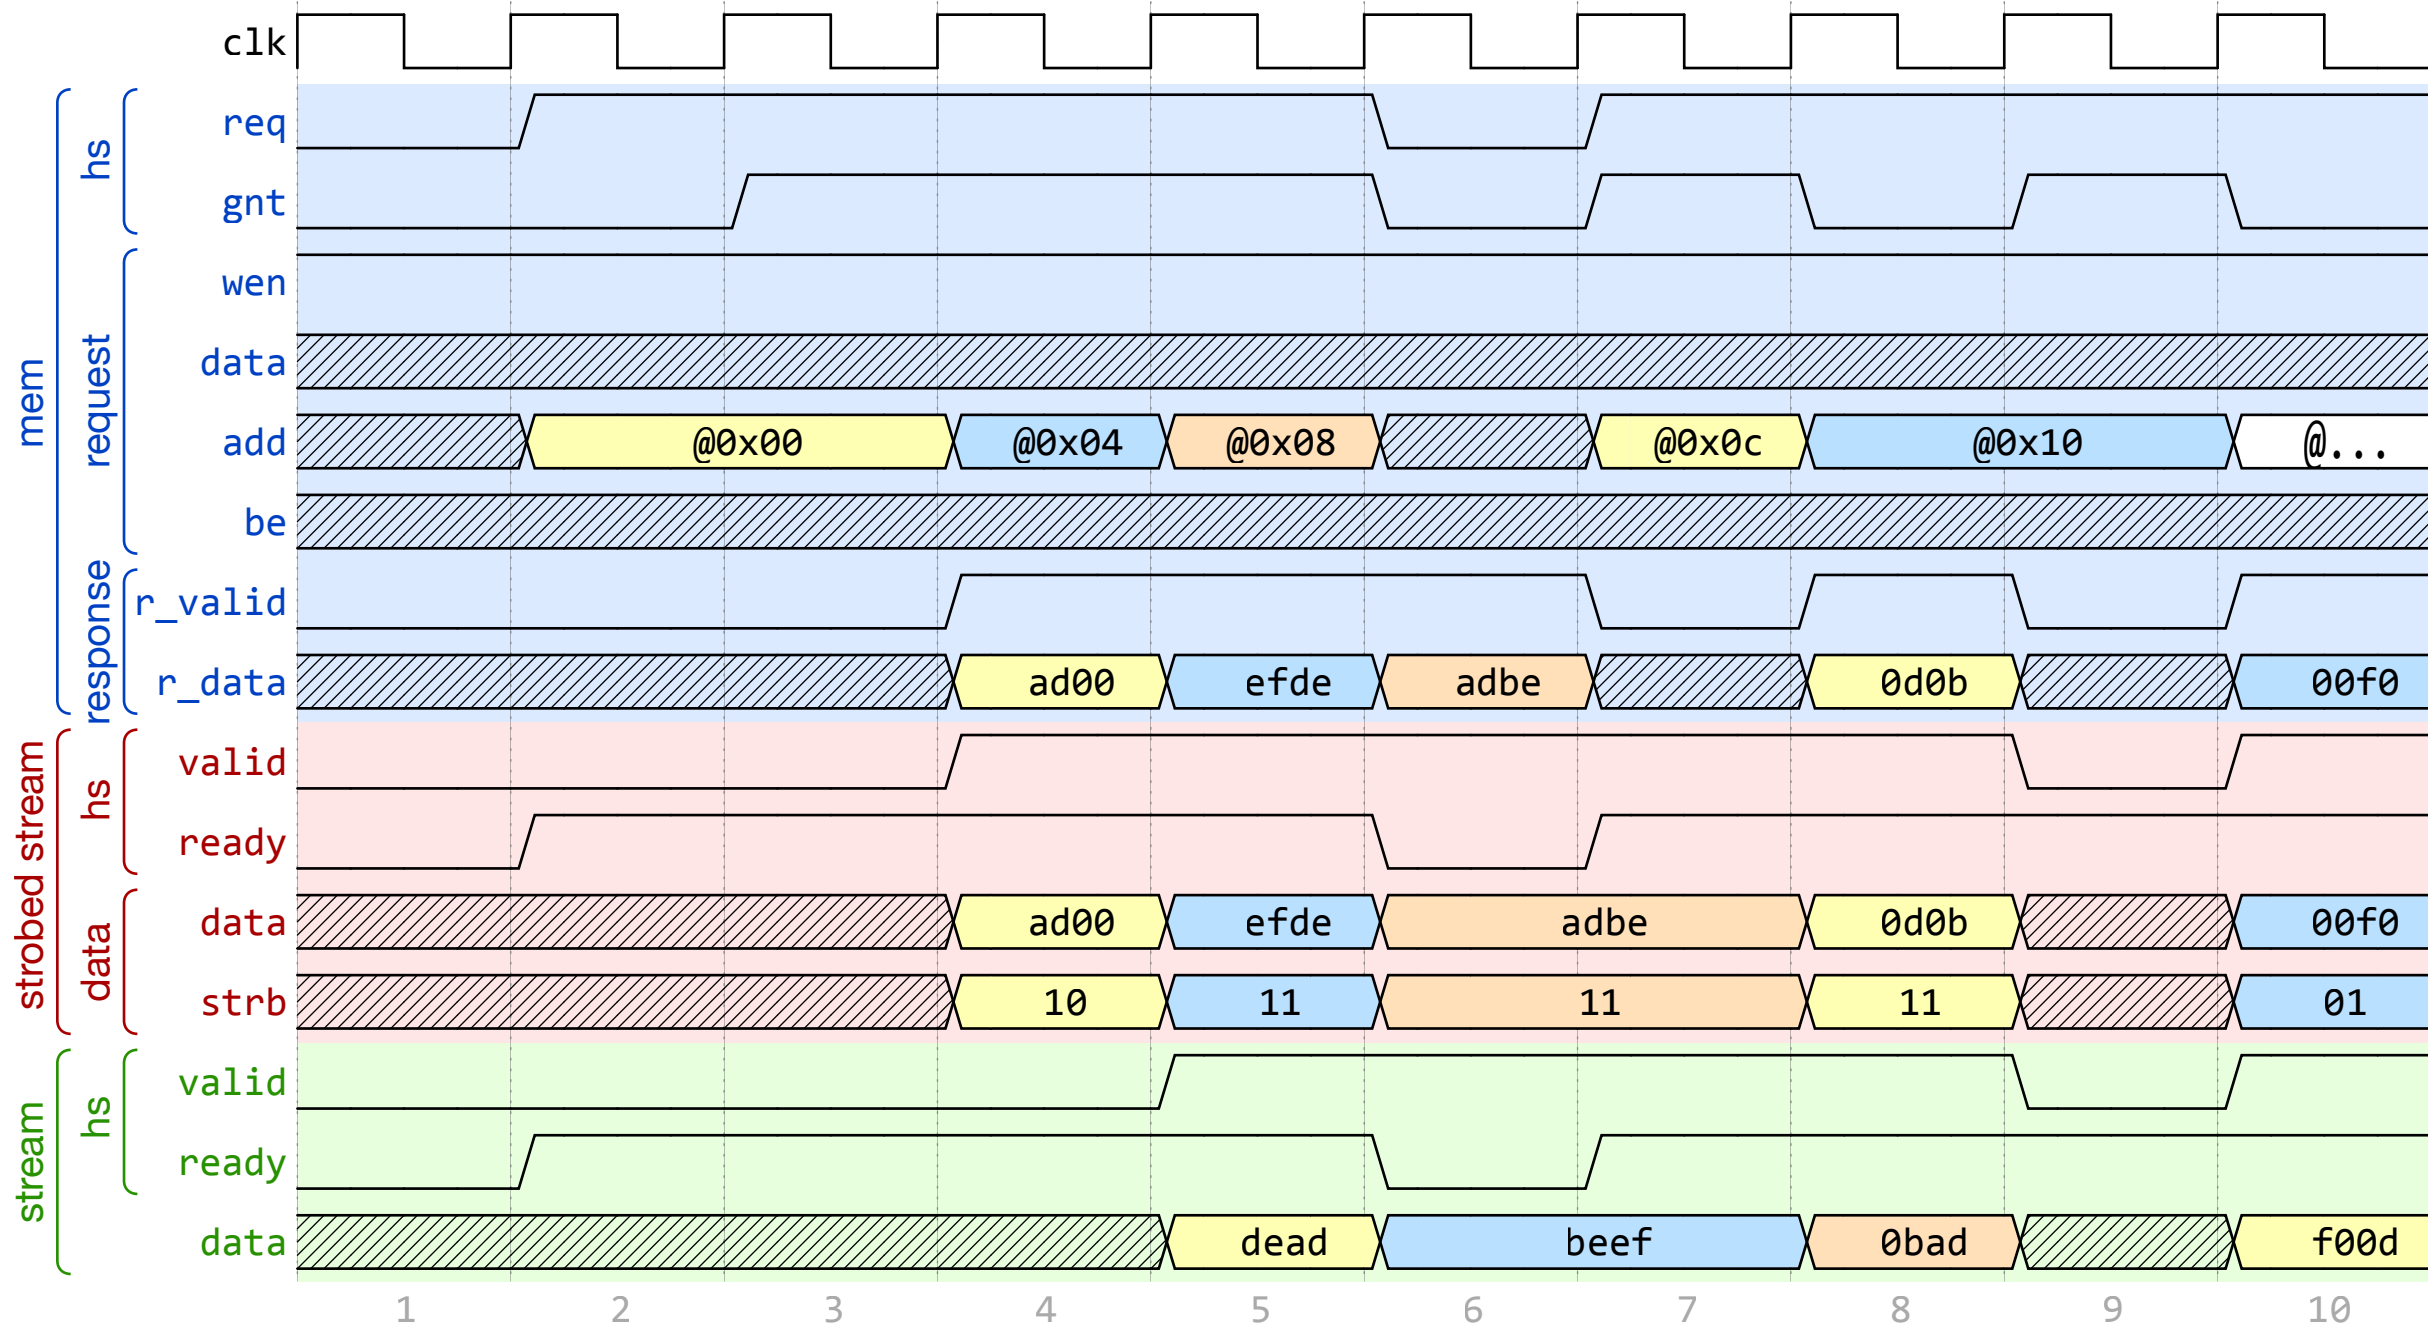 clk
mem
hs
req
gnt
request
wen
data
add @0x00 @0x04 @0x08 @0x0c @0x10 @...
be
response
r_valid
r_data ad00 efde adbe 0d0b 00f0
strobed stream
hs
valid
ready
data
data ad00 efde adbe 0d0b 00f0
strb 10 11 11 11 01
stream
hs
valid
ready
data dead beef 0bad f00d
1 2 3 4 5 6 7 8 9 10